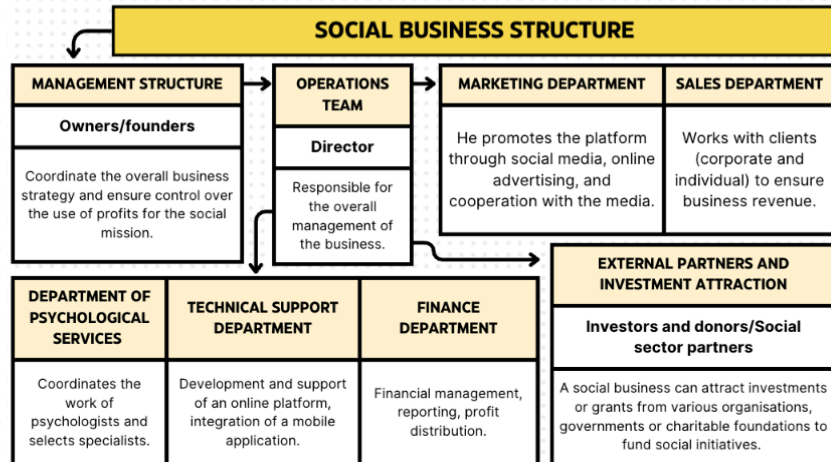 SOCIAL BUSINESS STRUCTURE
MANAGEMENT STRUCTURE
Owners/founders
Coordinate the overall business
strategy and ensure control over
the use of profits for the social
mission.
OPERATIONS
TEAM
Director
Responsible for
the overall
management of
the business.
MARKETING DEPARTMENT
He promotes the platform
through social media, online
advertising, and
cooperation with the media.
SALES DEPARTMENT
Works with clients
(corporate and
individual) to ensure
business revenue.
DEPARTMENT OF
PSYCHOLOGICAL
SERVICES
Coordinates the
work of
psychologists and
selects specialists.
TECHNICAL SUPPORT
DEPARTMENT
Development and support
of an online platform,
integration of a mobile
application.
FINANCE
DEPARTMENT
Financial management,
reporting, profit
distribution.
EXTERNAL PARTNERS AND
INVESTMENT ATTRACTION
Investors and donors/Social
sector partners
A social business can attract investments
or grants from various organisations,
governments or charitable foundations to
fund social initiatives.